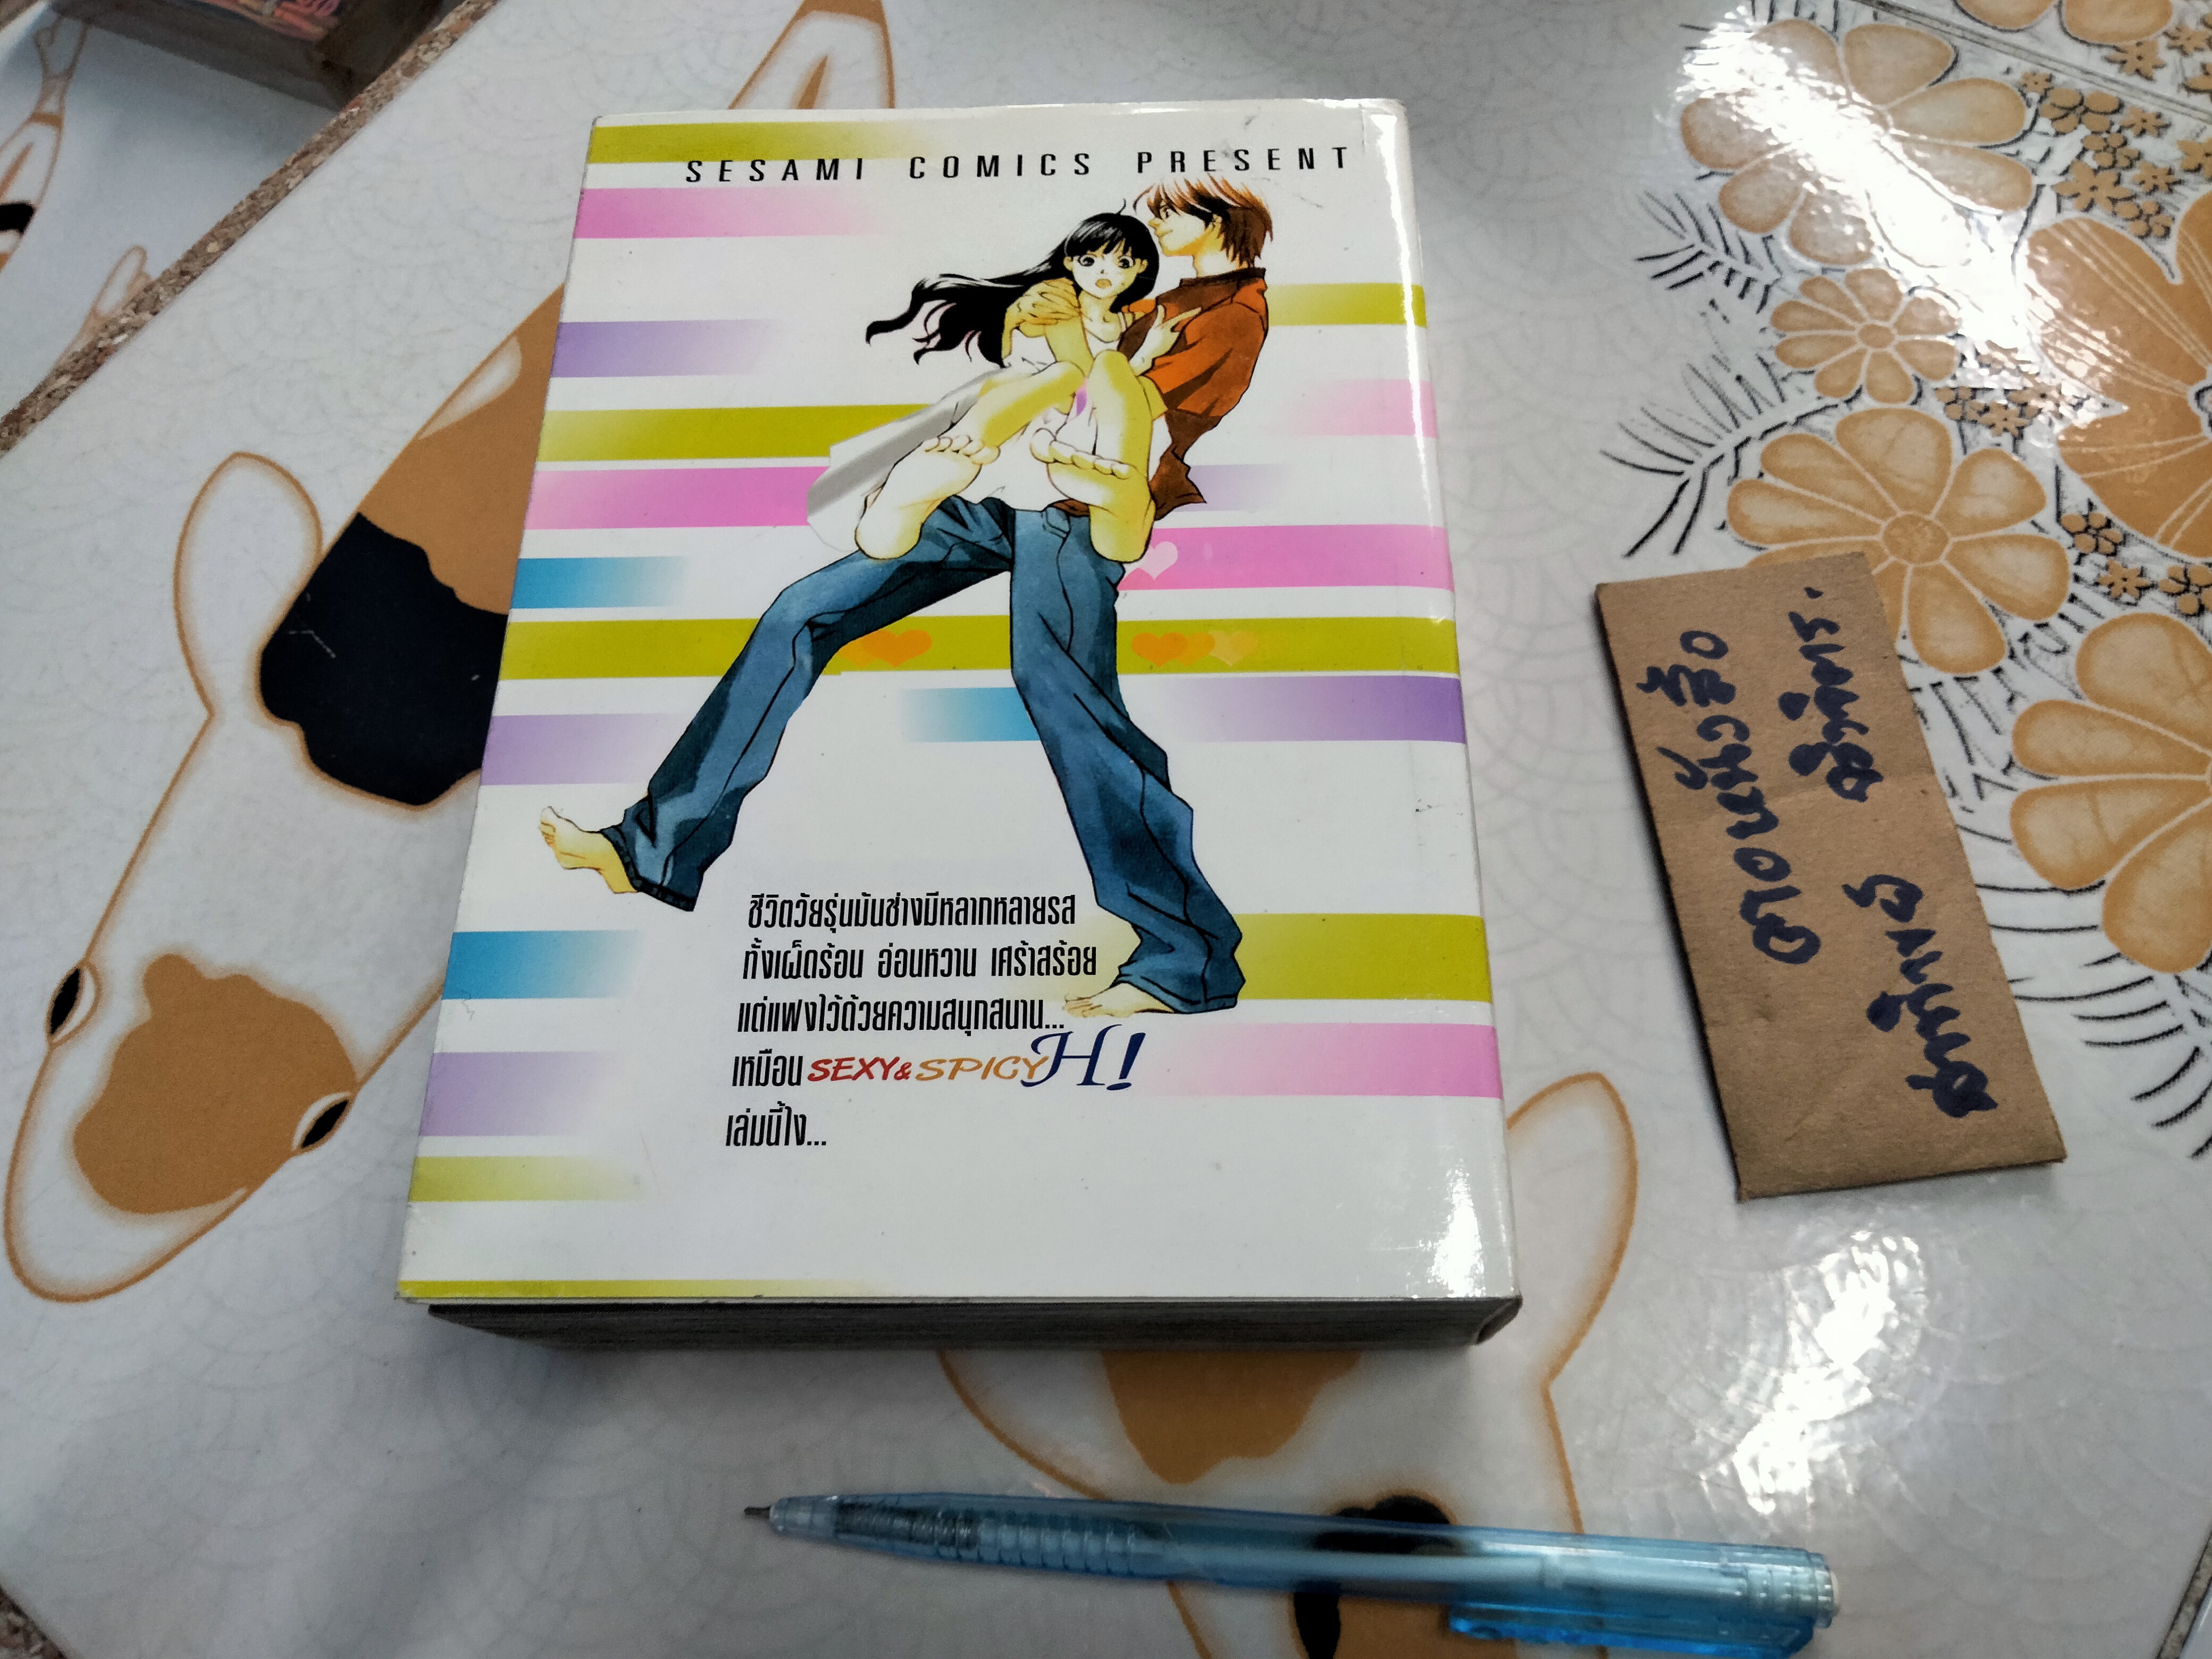 SESAMI COMICS PRESENT
ชีวิตวัยรุ่นมันช่างมีหลากหลายรส
ทั้งเผ็ดร้อน อ่อนหวาน เศร้าสร้อย
แต่แฝงไว้ด้วยความสนุกสนาน...
เหมือน SEXY&SPICY H!
เล่มนี้ไง...